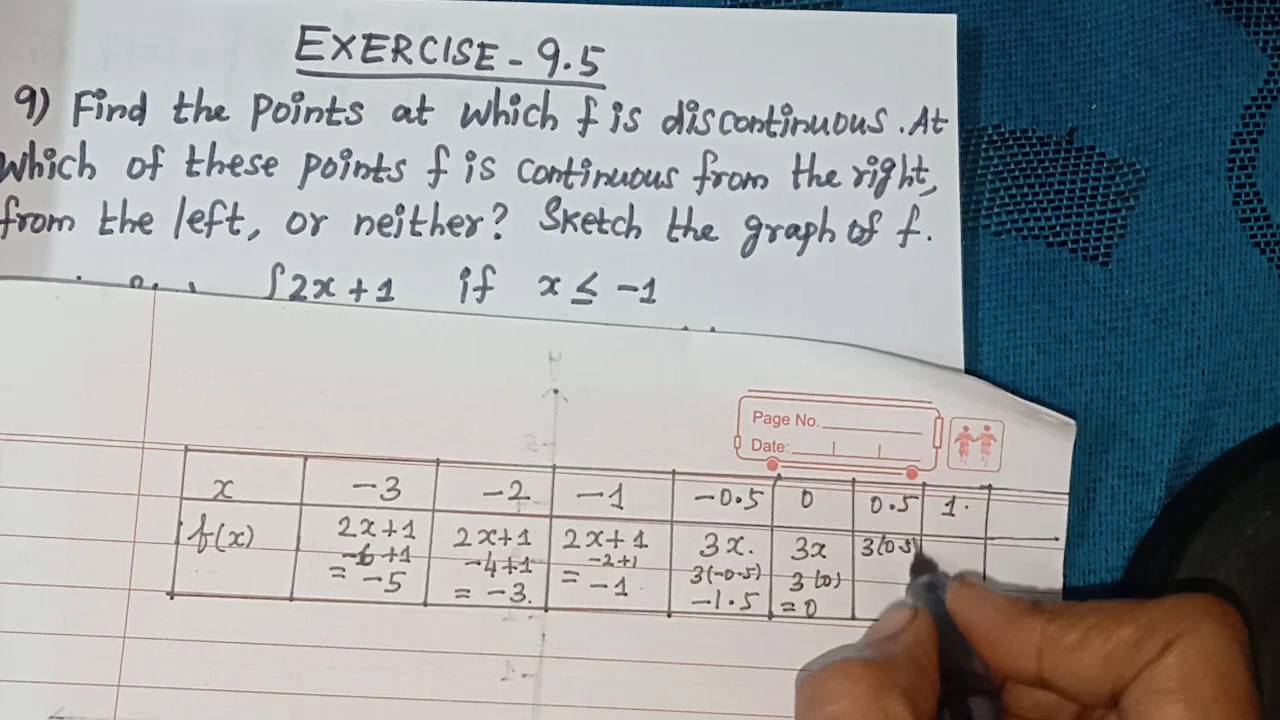 EXERCISE - 9.5
9) Find the points at which f is discontinuous. At
which of these points f is continuous from the right,
from the left, or neither? Sketch the graph of f.
2x + 1 if x ≤ -1
Page No.
Date:
x -3 -2 -1 -0.5 0 0.5 1.
f(x) 2x+1 2x+1 2x+1 3x. 3x 3(0.5)
-6+1 -4+1 -2+1 3(-0.5) 3(0)
= -5 = -3. = -1 -1.5 = 0